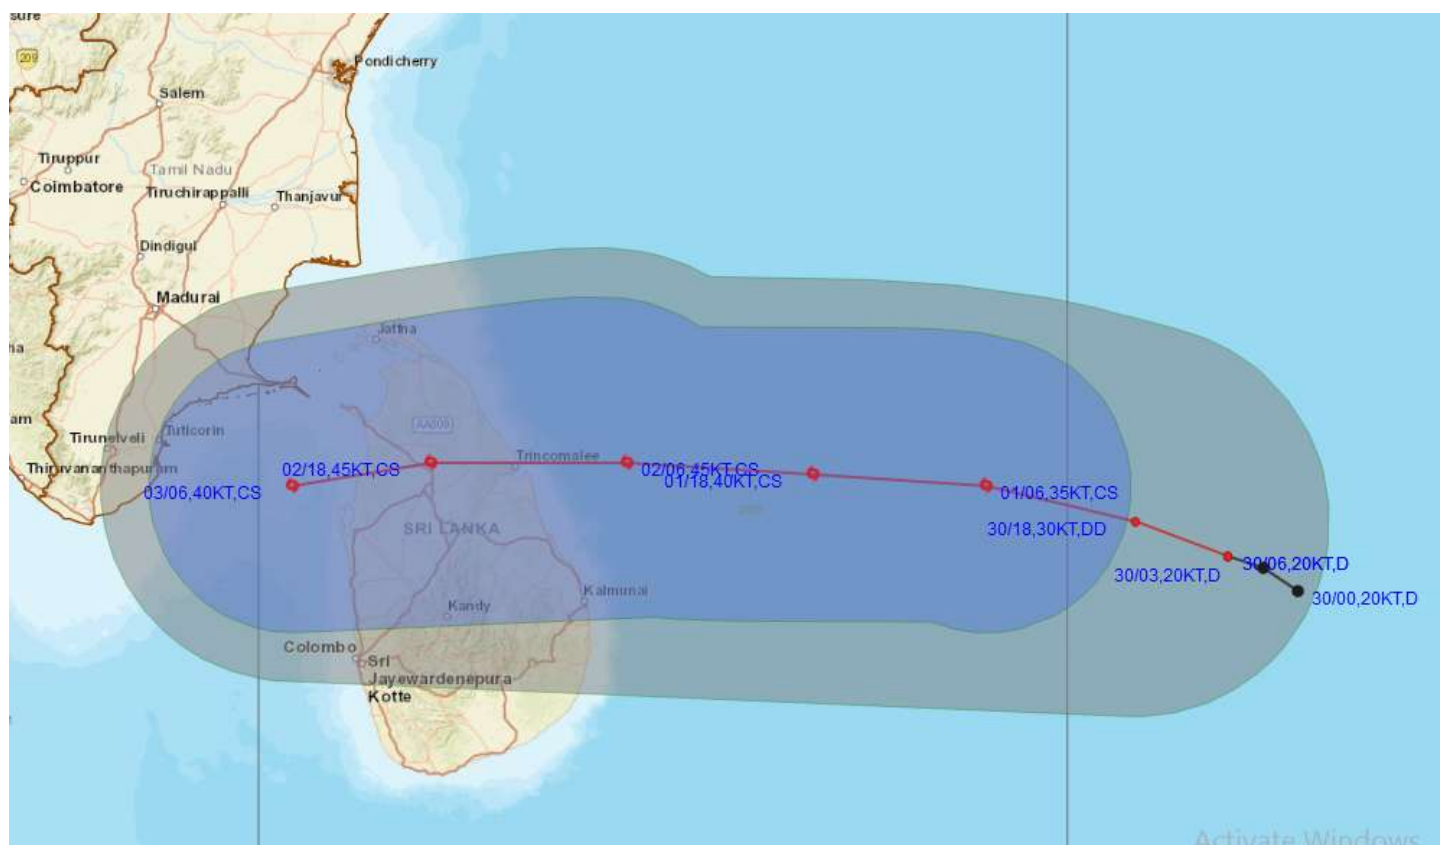 sure
209
Pondicherry
Salem
Tiruppur
Tamil Nadu
Coimbatore
Tiruchirappalli
Thanjavur
Dindigul
Madurai
Jaffna
am
AA009
Tirunelveli
Tuticorin
Trincomalee
Thiruvananthapuram
02/18,45KT,CS
02/06,45KT,CS
01/18,40KT,CS
03/06,40KT,CS
01/06,35KT,CS
SRI LANKA
30/18,30KT,DD
30/06,20KT,D
30/03,20KT,D
30/00,20KT,D
Kalmunai
Kandy
Colombo
Sri
Jayewardenepura
Kotte
Activate Windows